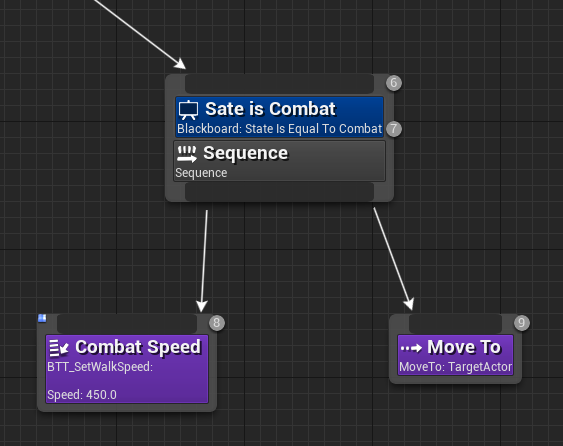 6
Sate is Combat
Blackboard: State Is Equal To Combat
7
Sequence
Sequence
8
Combat Speed
BTT_SetWalkSpeed:
Speed: 450.0
9
Move To
MoveTo: TargetActor